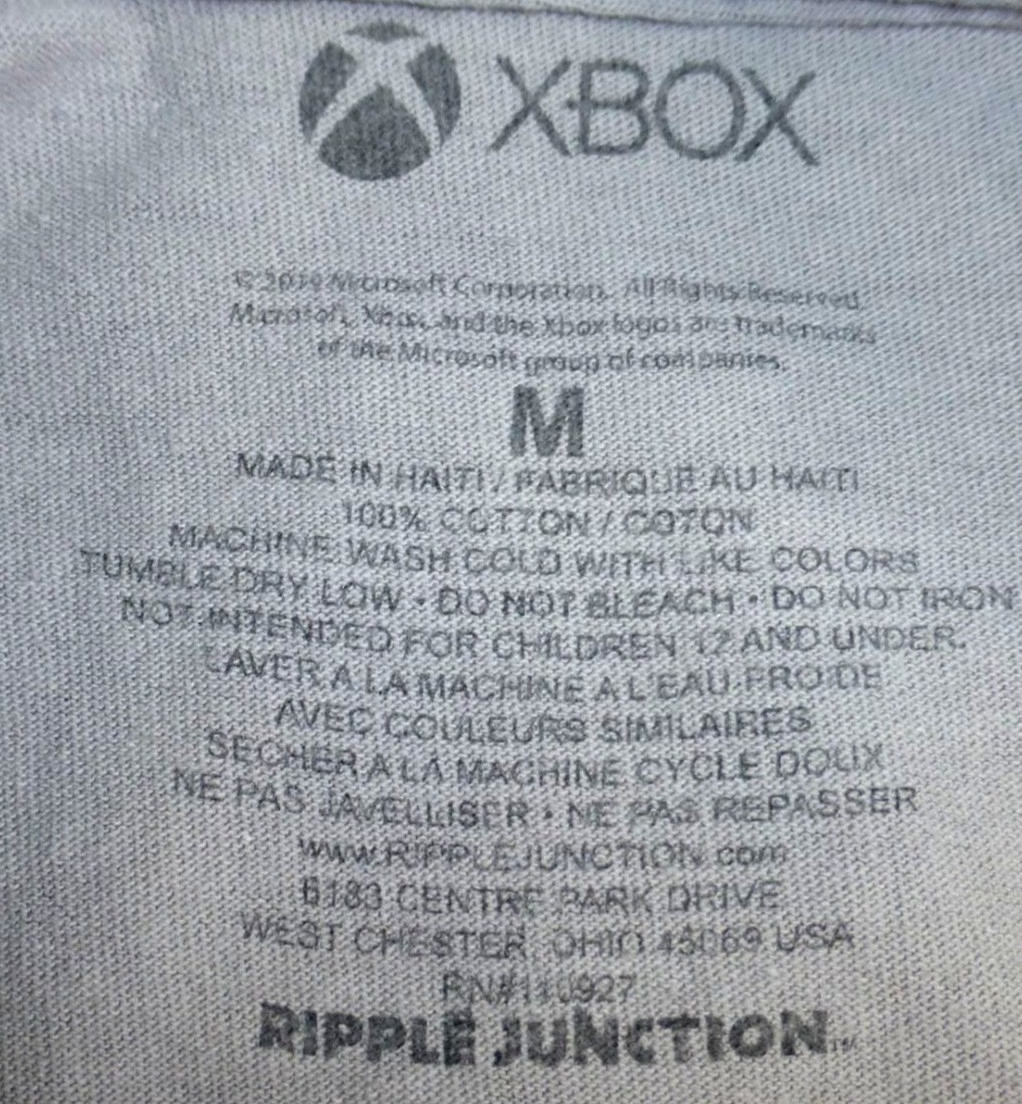 XBOX
© 2019 Microsoft Corporation. All Rights Reserved.
Microsoft, Xbox, and the Xbox logos are trademarks
of the Microsoft group of companies.
M
MADE IN HAITI / FABRIQUE AU HAITI
100% COTTON / COTON
MACHINE WASH COLD WITH LIKE COLORS
TUMBLE DRY LOW • DO NOT BLEACH • DO NOT IRON
NOT INTENDED FOR CHILDREN 12 AND UNDER.
LAVER A LA MACHINE A L'EAU FROIDE
AVEC COULEURS SIMILAIRES
SECHER A LA MACHINE CYCLE DOUX
NE PAS JAVELLISER • NE PAS REPASSER
www.RIPPLEJUNCTION.com
6183 CENTRE PARK DRIVE
WEST CHESTER, OHIO 45069 USA
RN#110927
RIPPLE JUNCTION™